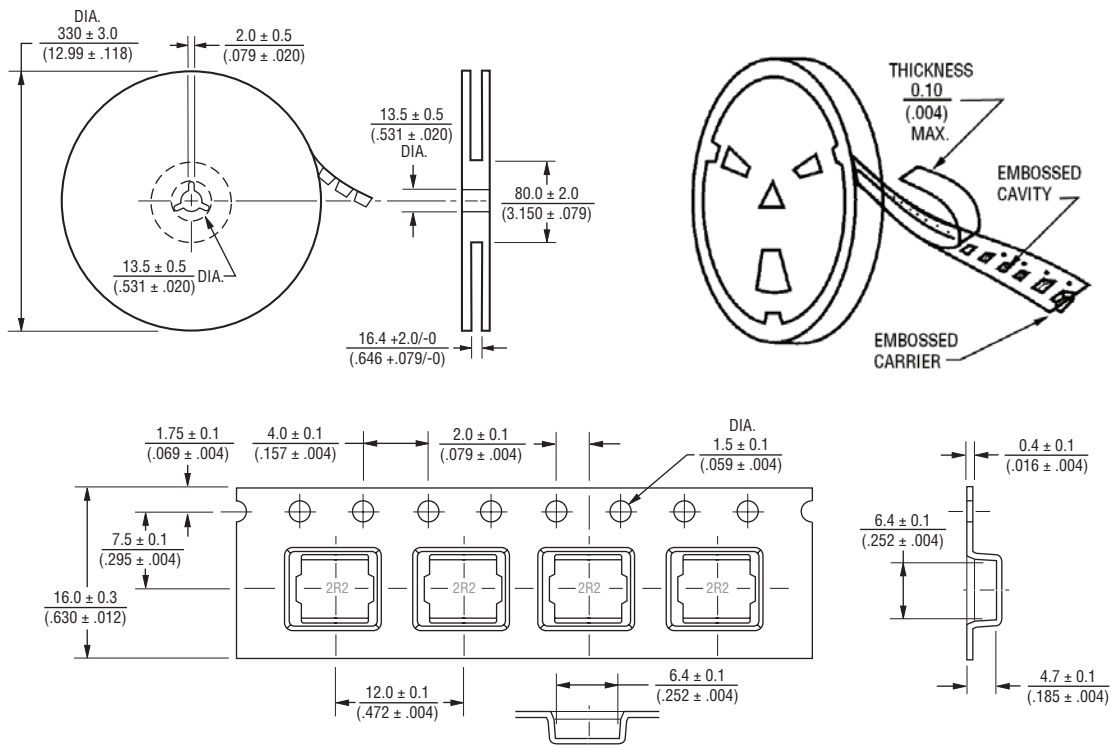 DIA.
330 ± 3.0
(12.99 ± .118)
2.0 ± 0.5
(.079 ± .020)
13.5 ± 0.5
(.531 ± .020)
DIA.
80.0 ± 2.0
(3.150 ± .079)
13.5 ± 0.5
(.531 ± .020)
DIA.
16.4 +2.0/-0
(.646 +.079/-0)
THICKNESS
0.10
(.004)
MAX.
EMBOSSED
CAVITY
EMBOSSED
CARRIER
1.75 ± 0.1
(.069 ± .004)
4.0 ± 0.1
(.157 ± .004)
2.0 ± 0.1
(.079 ± .004)
DIA.
1.5 ± 0.1
(.059 ± .004)
0.4 ± 0.1
(.016 ± .004)
7.5 ± 0.1
(.295 ± .004)
6.4 ± 0.1
(.252 ± .004)
16.0 ± 0.3
(.630 ± .012)
2R2 2R2 2R2 2R2
12.0 ± 0.1
(.472 ± .004)
6.4 ± 0.1
(.252 ± .004)
4.7 ± 0.1
(.185 ± .004)